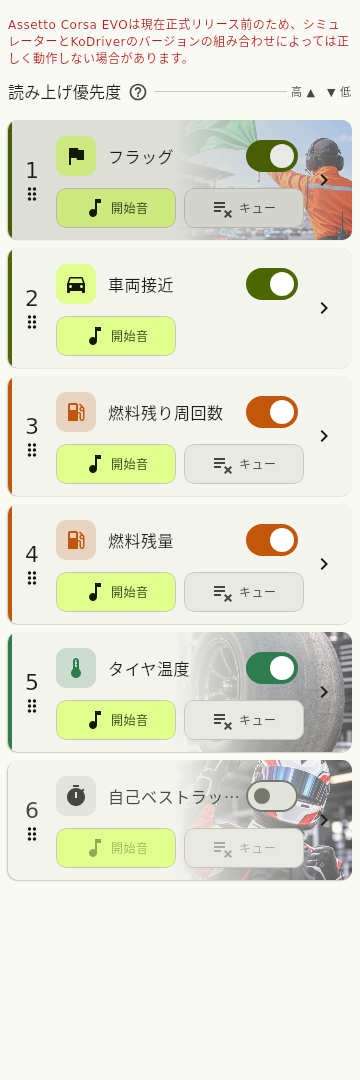 Assetto Corsa EVOは現在正式リリース前のため、シミュ
レーターとKoDriverのバージョンの組み合わせによっては正
しく動作しない場合があります。
読み上げ優先度 高 ▲ ▼ 低
1 フラッグ
開始音 キュー
2 車両接近
開始音
3 燃料残り周回数
開始音 キュー
4 燃料残量
開始音 キュー
5 タイヤ温度
開始音 キュー
6 自己ベストラッ…
開始音 キュー